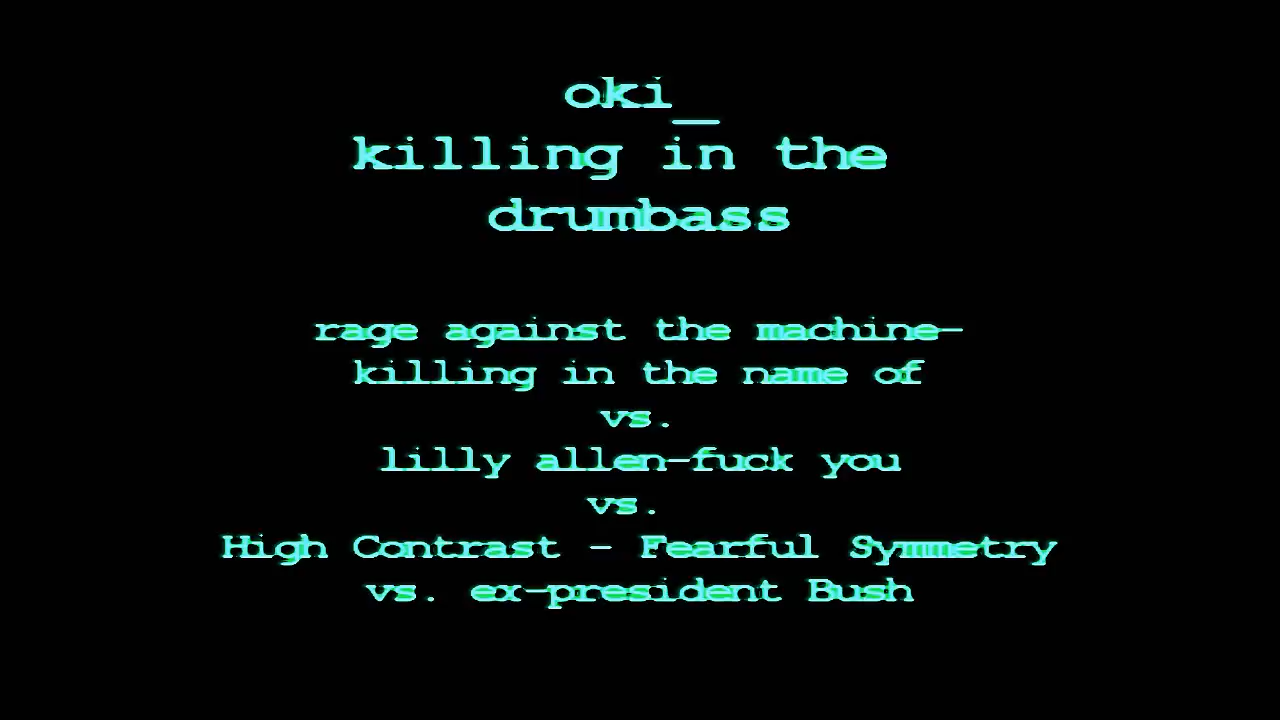 oki_
killing in the
drumbass
rage against the machine-
killing in the name of
vs.
lilly allen-fuck you
vs.
High Contrast - Fearful Symmetry
vs. ex-president Bush